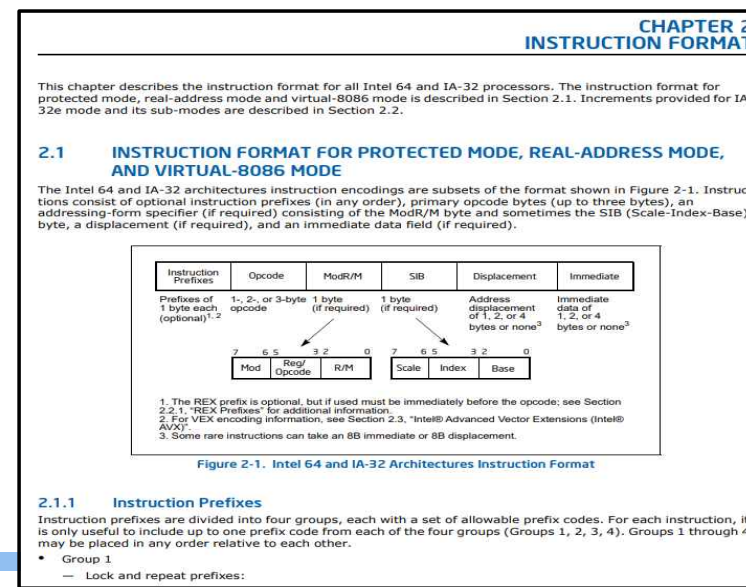 CHAPTER 2
INSTRUCTION FORMAT
This chapter describes the instruction format for all Intel 64 and IA-32 processors. The instruction format for
protected mode, real-address mode and virtual-8086 mode is described in Section 2.1. Increments provided for IA-
32e mode and its sub-modes are described in Section 2.2.
2.1 INSTRUCTION FORMAT FOR PROTECTED MODE, REAL-ADDRESS MODE,
AND VIRTUAL-8086 MODE
The Intel 64 and IA-32 architectures instruction encodings are subsets of the format shown in Figure 2-1. Instruc-
tions consist of optional instruction prefixes (in any order), primary opcode bytes (up to three bytes), an
addressing-form specifier (if required) consisting of the ModR/M byte and sometimes the SIB (Scale-Index-Base)
byte, a displacement (if required), and an immediate data field (if required).
Instruction Prefixes Opcode ModR/M SIB Displacement Immediate
Prefixes of 1-, 2-, or 3-byte 1 byte 1 byte Address Immediate
1 byte each opcode (if required) (if required) displacement data of
(optional)1, 2 of 1, 2, or 4 1, 2, or 4
bytes or none3 bytes or none3
7 6 5 3 2 0 7 6 5 3 2 0
Mod Reg/Opcode R/M Scale Index Base
1. The REX prefix is optional, but if used must be immediately before the opcode; see Section
2.2.1, "REX Prefixes" for additional information.
2. For VEX encoding information, see Section 2.3, "Intel® Advanced Vector Extensions (Intel®
AVX)".
3. Some rare instructions can take an 8B immediate or 8B displacement.
Figure 2-1. Intel 64 and IA-32 Architectures Instruction Format
2.1.1 Instruction Prefixes
Instruction prefixes are divided into four groups, each with a set of allowable prefix codes. For each instruction, it
is only useful to include up to one prefix code from each of the four groups (Groups 1, 2, 3, 4). Groups 1 through 4
may be placed in any order relative to each other.
• Group 1
— Lock and repeat prefixes: